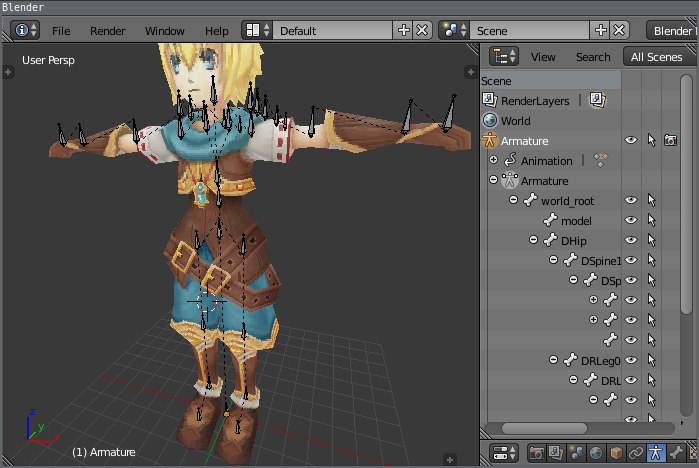 Blender
File Render Window Help Default Scene Blender
View Search All Scenes
User Persp
Scene
RenderLayers
World
Armature
Animation
Armature
world_root
model
DHip
DSpine1
DSp
DRLeg0
DRL
z
y
x
(1) Armature